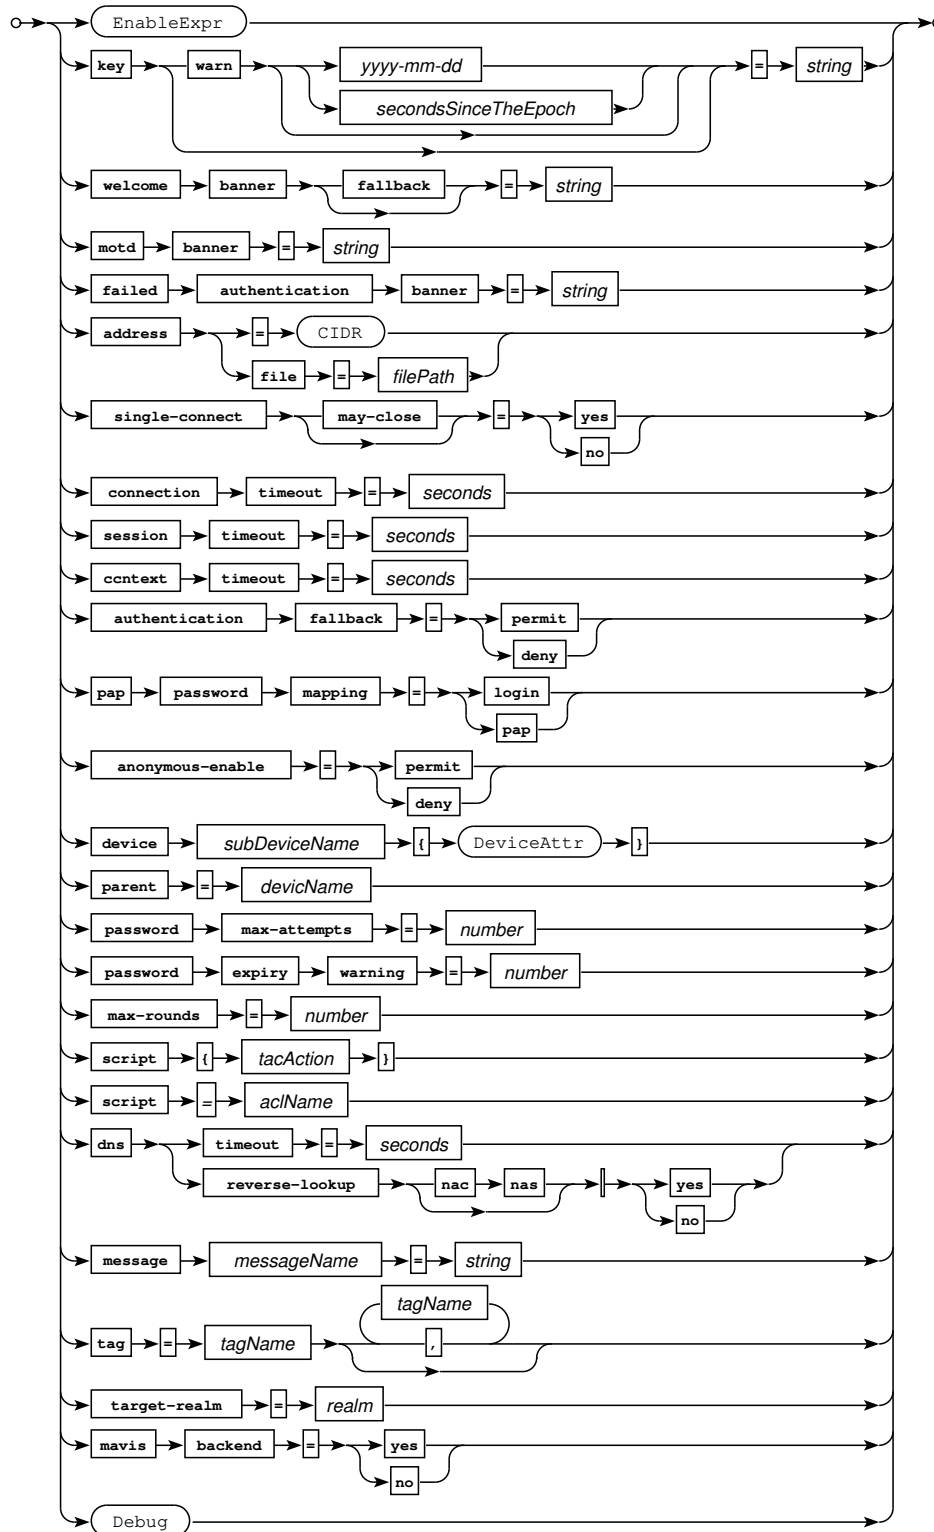 EnableExpr
key warn yyyy-mm-dd = string
secondsSinceTheEpoch
welcome banner fallback = string
motd banner = string
failed authentication banner = string
address = CIDR
file = filePath
single-connect may-close = yes
no
connection timeout = seconds
session timeout = seconds
ccntext timeout = seconds
authentication fallback = permit
deny
pap password mapping = login
pap
anonymous-enable = permit
deny
device subDeviceName { DeviceAttr }
parent = devicName
password max-attempts = number
password expiry warning = number
max-rounds = number
script { tacAction }
script = aclName
dns timeout = seconds
reverse-lookup nac nas yes
no
message messageName = string
tagName
tag = tagName ,
target-realm = realm
mavis backend = yes
no
Debug